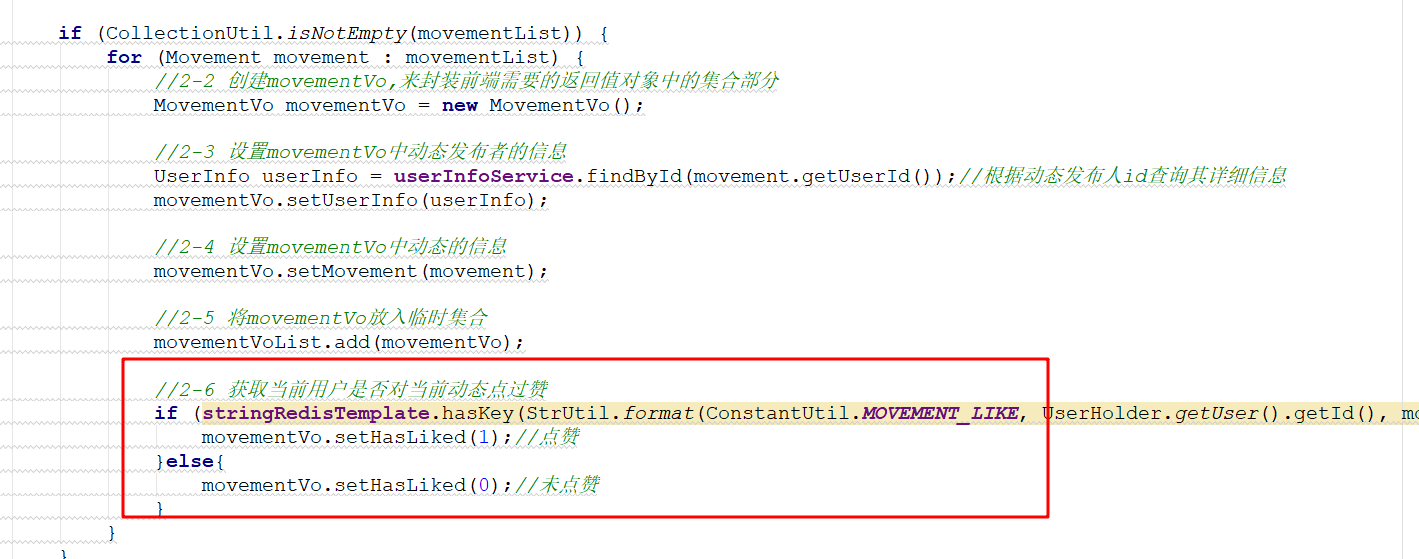 if (CollectionUtil.isNotEmpty(movementList)) {
for (Movement movement : movementList) {
//2-2 创建movementVo,来封装前端需要的返回值对象中的集合部分
MovementVo movementVo = new MovementVo();
//2-3 设置movementVo中动态发布者的信息
UserInfo userInfo = userInfoService.findById(movement.getUserId());//根据动态发布人id查询其详细信息
movementVo.setUserInfo(userInfo);
//2-4 设置movementVo中动态的信息
movementVo.setMovement(movement);
//2-5 将movementVo放入临时集合
movementVoList.add(movementVo);
//2-6 获取当前用户是否对当前动态点过赞
if (stringRedisTemplate.hasKey(StrUtil.format(ConstantUtil.MOVEMENT_LIKE, UserHolder.getUser().getId(), mo
movementVo.setHasLiked(1);//点赞
}else{
movementVo.setHasLiked(0);//未点赞
}
}
}